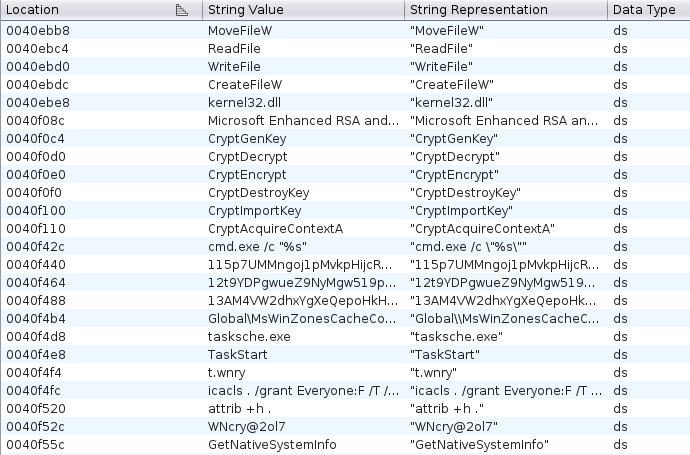 Location String Value String Representation Data Type
0040ebb8 MoveFileW "MoveFileW" ds
0040ebc4 ReadFile "ReadFile" ds
0040ebd0 WriteFile "WriteFile" ds
0040ebdc CreateFileW "CreateFileW" ds
0040ebe8 kernel32.dll "kernel32.dll" ds
0040f08c Microsoft Enhanced RSA and... "Microsoft Enhanced RSA an... ds
0040f0c4 CryptGenKey "CryptGenKey" ds
0040f0d0 CryptDecrypt "CryptDecrypt" ds
0040f0e0 CryptEncrypt "CryptEncrypt" ds
0040f0f0 CryptDestroyKey "CryptDestroyKey" ds
0040f100 CryptImportKey "CryptImportKey" ds
0040f110 CryptAcquireContextA "CryptAcquireContextA" ds
0040f42c cmd.exe /c "%s" "cmd.exe /c \"%s\"" ds
0040f440 115p7UMMngoj1pMvkpHijcR... "115p7UMMngoj1pMvkpHijcR... ds
0040f464 12t9YDPgwueZ9NyMgw519p... "12t9YDPgwueZ9NyMgw519... ds
0040f488 13AM4VW2dhxYgXeQepoHkH... "13AM4VW2dhxYgXeQepoHk... ds
0040f4b4 Global\MsWinZonesCacheCo... "Global\\MsWinZonesCacheC... ds
0040f4d8 tasksche.exe "tasksche.exe" ds
0040f4e8 TaskStart "TaskStart" ds
0040f4f4 t.wnry "t.wnry" ds
0040f4fc icacls . /grant Everyone:F /T /... "icacls . /grant Everyone:F /T ... ds
0040f520 attrib +h . "attrib +h ." ds
0040f52c WNcry@2ol7 "WNcry@2ol7" ds
0040f55c GetNativeSystemInfo "GetNativeSystemInfo" ds